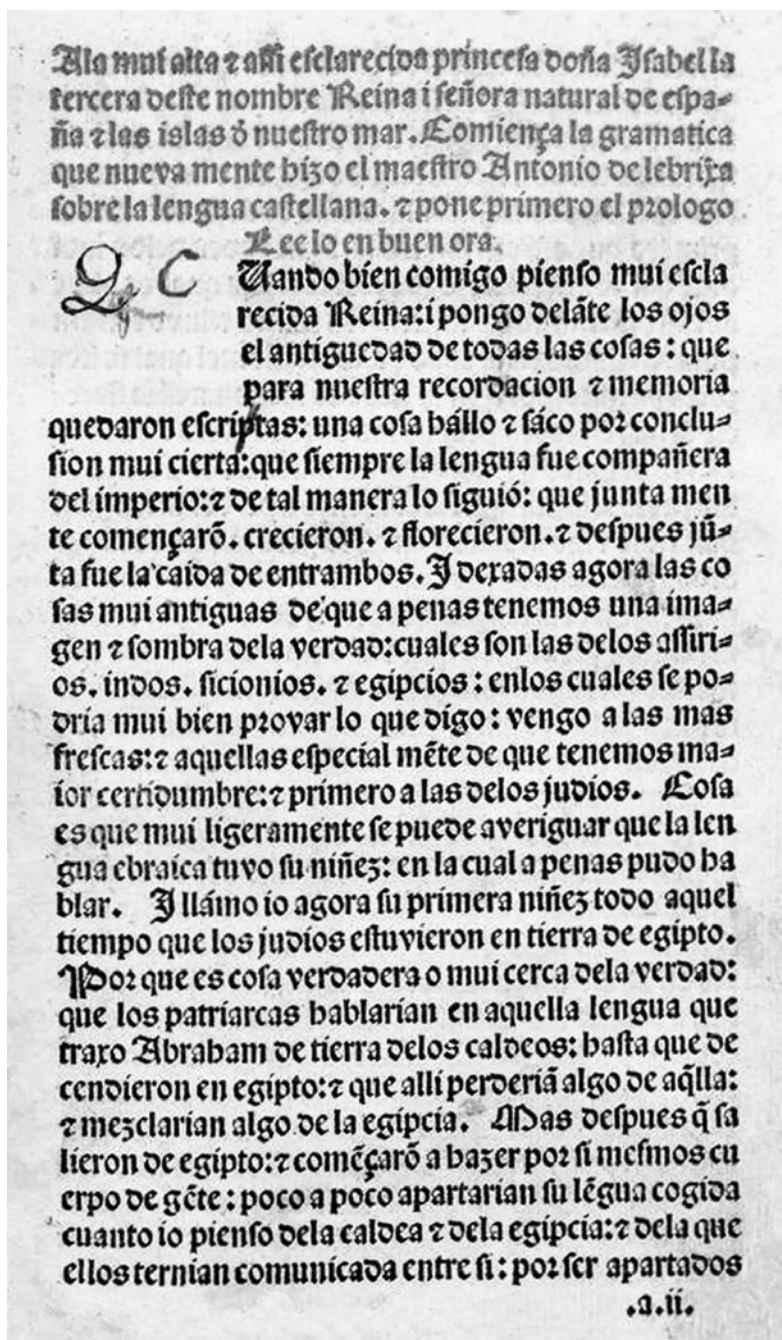 A la mui alta ⁊ assi esclarecida princesa doña Isabel la
tercera deste nombre Reina i señora natural de espa-
ña ⁊ las islas đ nuestro mar. Comiença la gramatica
que nueva mente hizo el maestro Antonio de lebrixa
sobre la lengua castellana. ⁊ pone primero el prologo
Lee lo en buen ora.
C
Uando bien comigo pienso mui escla
recida Reina: i pongo delãte los ojos
el antiguedad de todas las cosas: que
para nuestra recordacion ⁊ memoria
quedaron escriptas: una cosa hállo ⁊ sáco por conclu-
sion mui cierta: que siempre la lengua fue compañera
del imperio: ⁊ de tal manera lo siguió: que junta men
te començarõ. crecieron. ⁊ florecieron. ⁊ despues jũ-
ta fue la caida de entrambos. I dexadas agora las co
sas mui antiguas de que a penas tenemos una ima-
gen ⁊ sombra dela verdad: cuales son las delos assiri-
os. indos. sicionios. ⁊ egipcios: enlos cuales se po-
dria mui bien provar lo que digo: vengo a las mas
frescas: ⁊ aquellas especial mẽte de que tenemos ma-
ior certidumbre: ⁊ primero a las delos judios. Cosa
es que mui ligeramente se puede averiguar que la len
gua ebraica tuvo su niñez: en la cual a penas pudo ha
blar. I llámo io agora su primera niñez todo aquel
tiempo que los judios estuvieron en tierra de egipto.
Por que es cosa verdadera o mui cerca dela verdad:
que los patriarcas hablarian en aquella lengua que
traxo Abraham de tierra delos caldeos: hasta que de
cendieron en egipto: ⁊ que alli perderiã algo de aq̃lla:
⁊ mezclarian algo de la egipcia. Mas despues q̃ sa
lieron de egipto: ⁊ comẽçarõ a hazer por si mesmos cu
erpo de gẽte: poco a poco apartarian su lẽgua cogida
cuanto io pienso dela caldea ⁊ dela egipcia: ⁊ dela que
ellos ternian comunicada entre si: por ser apartados
.a.ii.